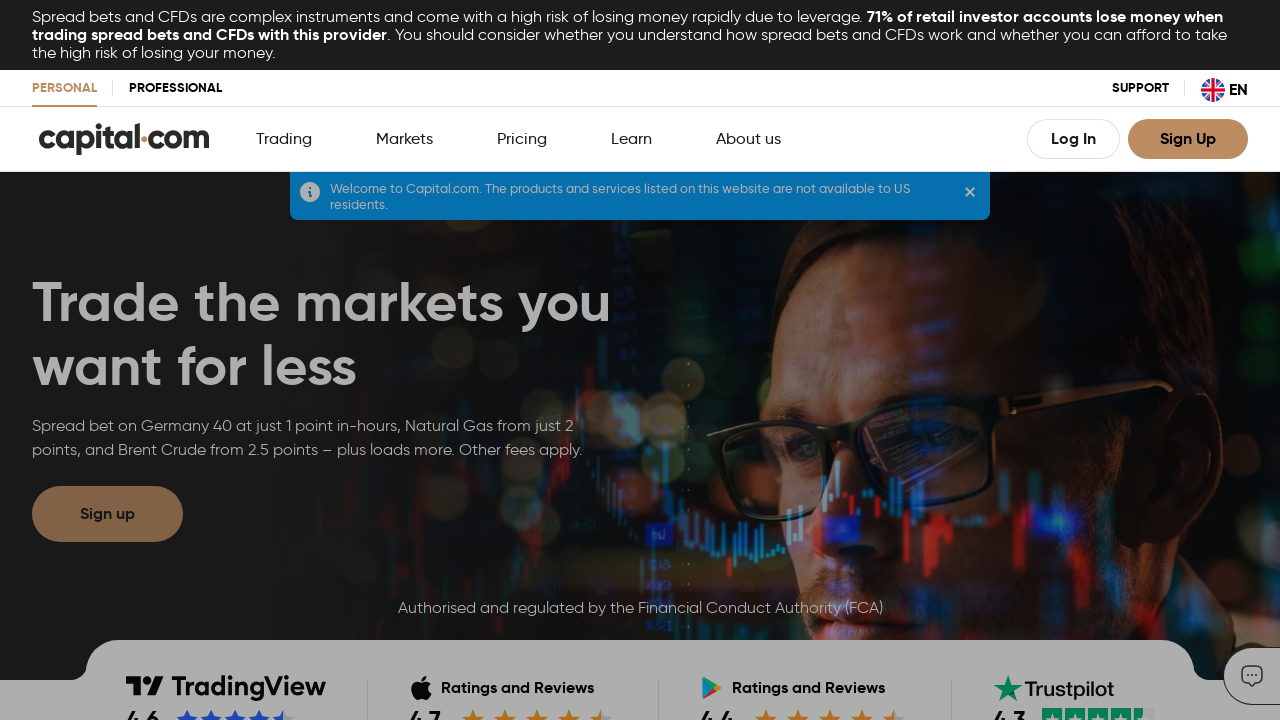 Spread bets and CFDs are complex instruments and come with a high risk of losing money rapidly due to leverage. 71% of retail investor accounts lose money when
trading spread bets and CFDs with this provider. You should consider whether you understand how spread bets and CFDs work and whether you can afford to take
the high risk of losing your money.
PERSONAL PROFESSIONAL SUPPORT EN
capital.com Trading Markets Pricing Learn About us Log In Sign Up
Welcome to Capital.com. The products and services listed on this website are not available to US
residents.
Trade the markets you
want for less
Spread bet on Germany 40 at just 1 point in-hours, Natural Gas from just 2
points, and Brent Crude from 2.5 points – plus loads more. Other fees apply.
Sign up
Authorised and regulated by the Financial Conduct Authority (FCA)
TradingView Ratings and Reviews Ratings and Reviews Trustpilot
4.6 4.7 4.4 4.3